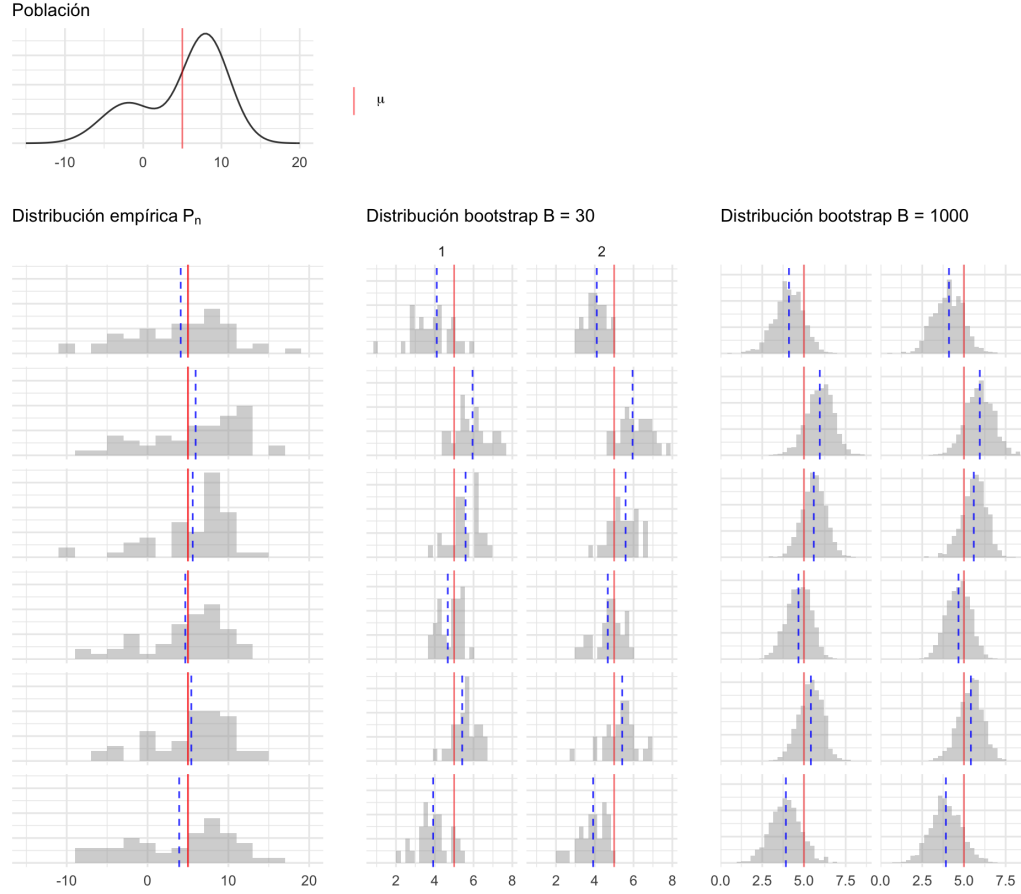 Población
μ
-10 0 10 20
Distribución empírica Pn
Distribución bootstrap B = 30
Distribución bootstrap B = 1000
1 2
-10 0 10 20
2 4 6 8 2 4 6 8
0.0 2.5 5.0 7.5 0.0 2.5 5.0 7.5